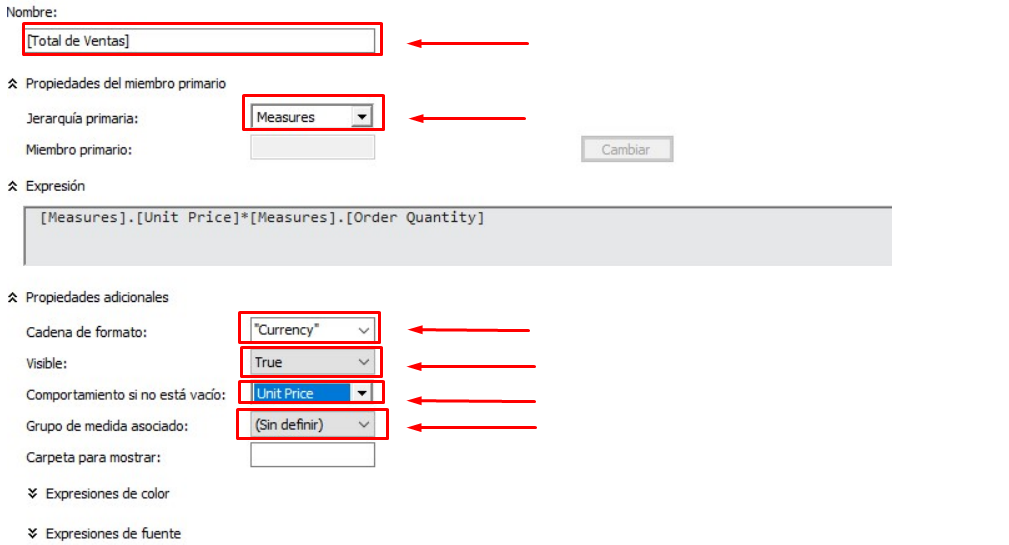 Nombre:
[Total de Ventas]
Propiedades del miembro primario
Jerarquía primaria: Measures
Miembro primario: Cambiar
Expresión
[Measures].[Unit Price]*[Measures].[Order Quantity]
Propiedades adicionales
Cadena de formato: "Currency"
Visible: True
Comportamiento si no está vacío: Unit Price
Grupo de medida asociado: (Sin definir)
Carpeta para mostrar:
Expresiones de color
Expresiones de fuente